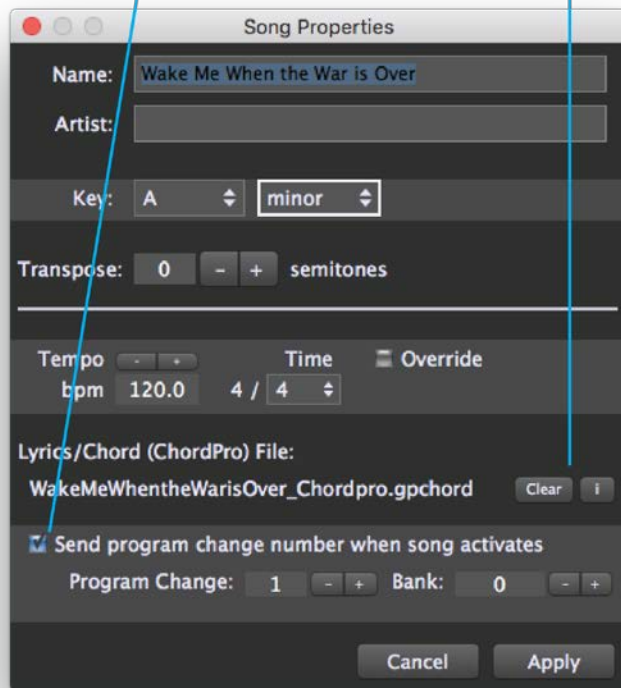 Song Properties
Name: Wake Me When the War is Over
Artist:
Key: A minor
Transpose: 0 - + semitones
Tempo - + Time Override
bpm 120.0 4 / 4
Lyrics/Chord (ChordPro) File:
WakeMeWhentheWarisOver_Chordpro.gpchord Clear i
Send program change number when song activates
Program Change: 1 - + Bank: 0 - +
Cancel Apply